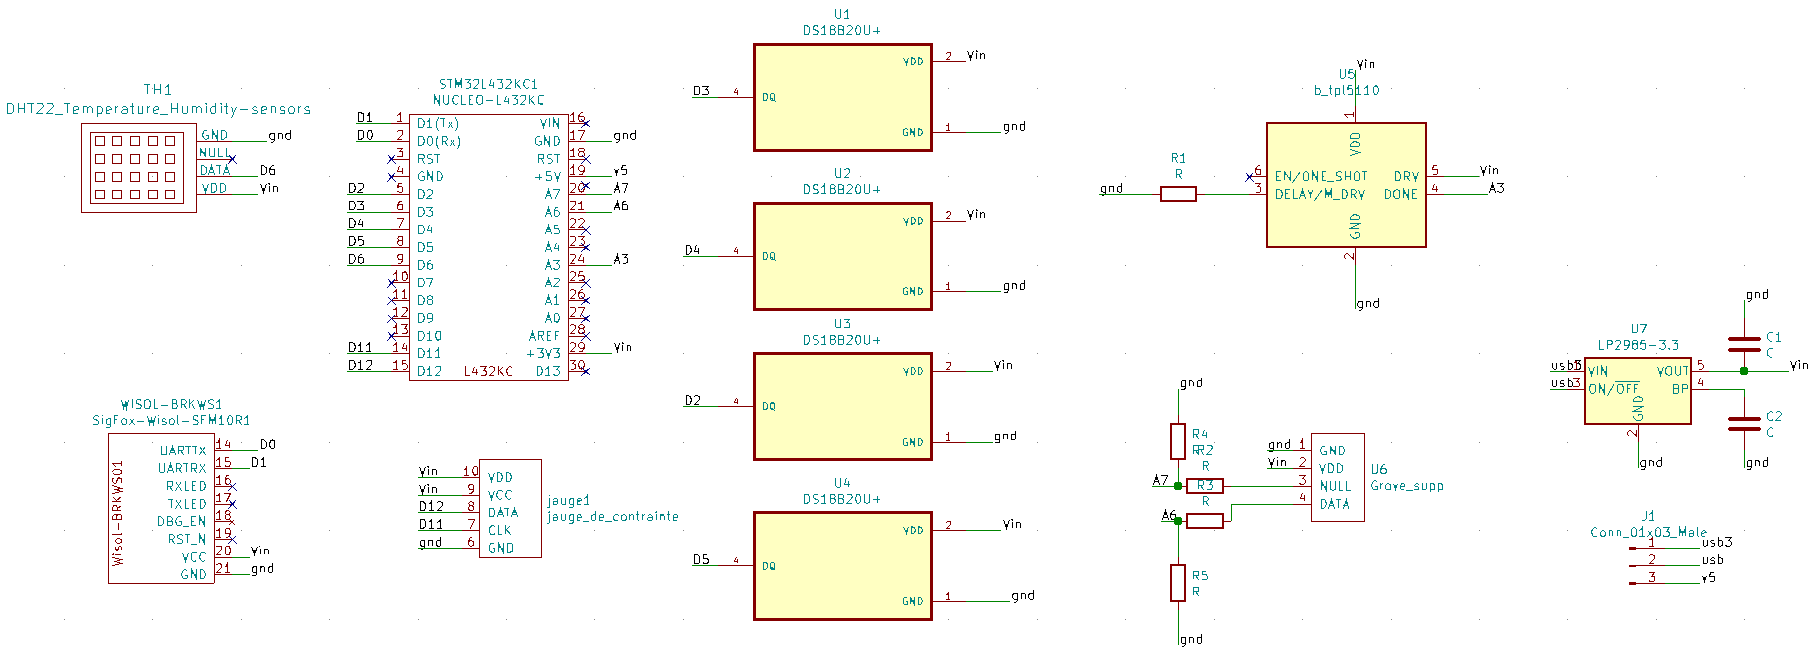 TH1
DHT22_Temperature_Humidity-sensors
GND gnd
NULL
DATA D6
VDD Vin
STM32L432KC1
NUCLEO-L432KC
D1 1 D1(Tx) VIN 16
D0 2 D0(Rx) GND 17 gnd
3 RST RST 18
4 GND +5V 19 v5
D2 5 D2 A7 20 A7
D3 6 D3 A6 21 A6
D4 7 D4 A5 22
D5 8 D5 A4 23
D6 9 D6 A3 24 A3
10 D7 A2 25
11 D8 A1 26
12 D9 A0 27
13 D10 AREF 28
D11 14 D11 +3V3 29 Vin
D12 15 D12 L432KC D13 30
WISOL-BRKWS1
SigFox-Wisol-SFM10R1
Wisol-BRKWS01
UARTTX 14 D0
UARTRX 15 D1
RXLED 16
TXLED 17
DBG_EN 18
RST_N 19
VCC 20 Vin
GND 21 gnd
Vin 10 VDD
Vin 9 VCC
D12 8 DATA
D11 7 CLK
gnd 6 GND
jauge1
jauge_de_contrainte
U1
DS18B20U+
VDD 2 Vin
D3 4 DQ
GND 1 gnd
U2
DS18B20U+
VDD 2 Vin
D4 4 DQ
GND 1 gnd
U3
DS18B20U+
VDD 2 Vin
D2 4 DQ
GND 1 gnd
U4
DS18B20U+
VDD 2 Vin
D5 4 DQ
GND 1 gnd
Vin
U5
b_tpl5110
1
VDD
R1
R
gnd
6 EN/ONE_SHOT DRV 5 Vin
3 DELAY/M_DRV DONE 4 A3
GND
2
gnd
gnd
R4
R
R2
R
A7
R3
R
A6
R5
R
gnd
gnd 1 GND
Vin 2 VDD
3 NULL
4 DATA
U6
Grove_supp
U7
LP2985-3.3
usb 1 VIN VOUT 5 Vin
usb 3 ON/OFF BP 4
GND
2
gnd
gnd
C1
C
C2
C
gnd
J1
Conn_01x03_Male
1 usb3
2 usb
3 v5